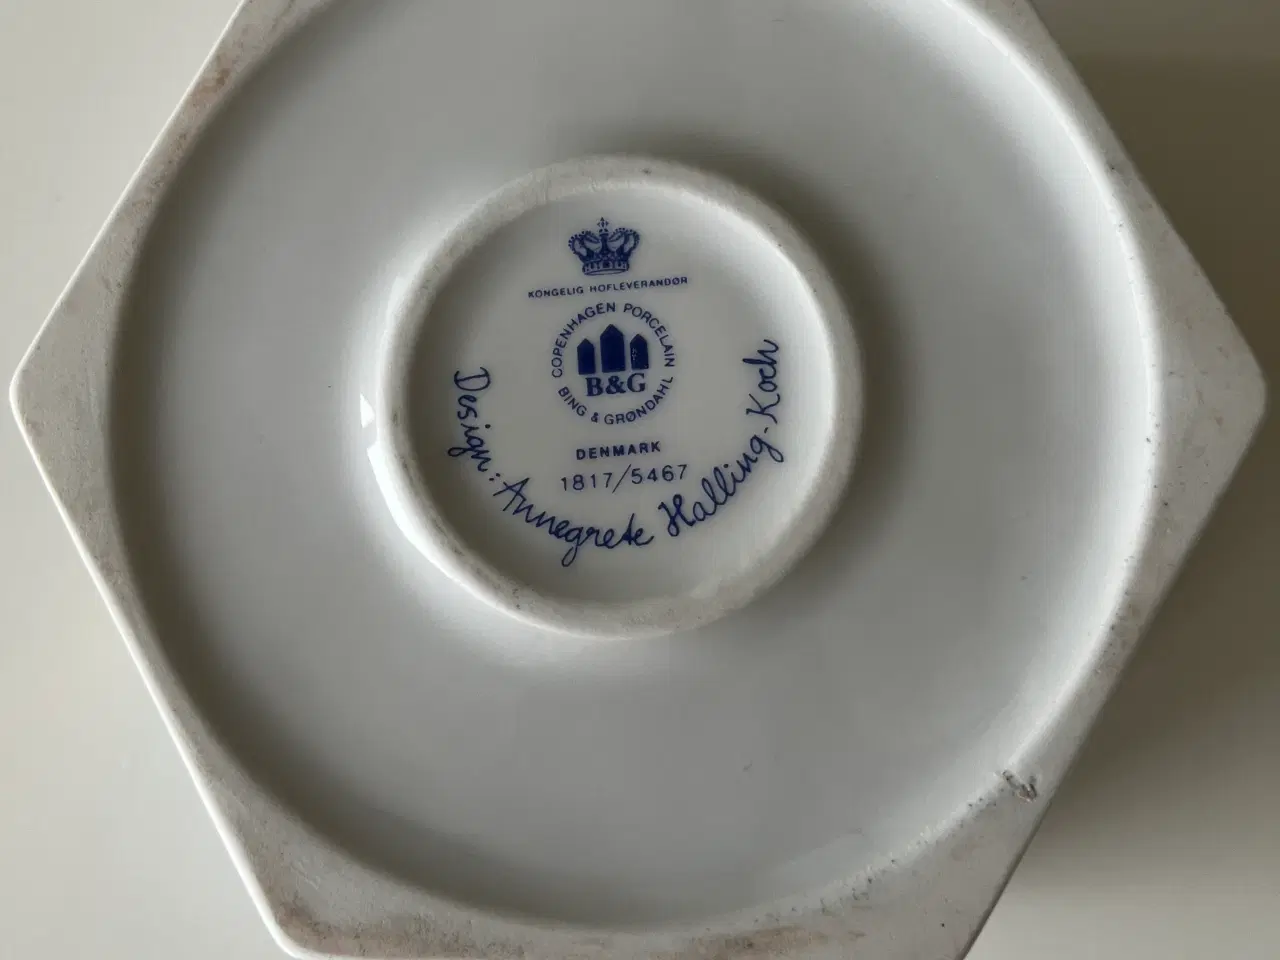 KONGELIG HOFLEVERANDØR
COPENHAGEN PORCELAIN
B&G
BING & GRØNDAHL
DENMARK
1817/5467
Design: Annegrete Halling-Koch